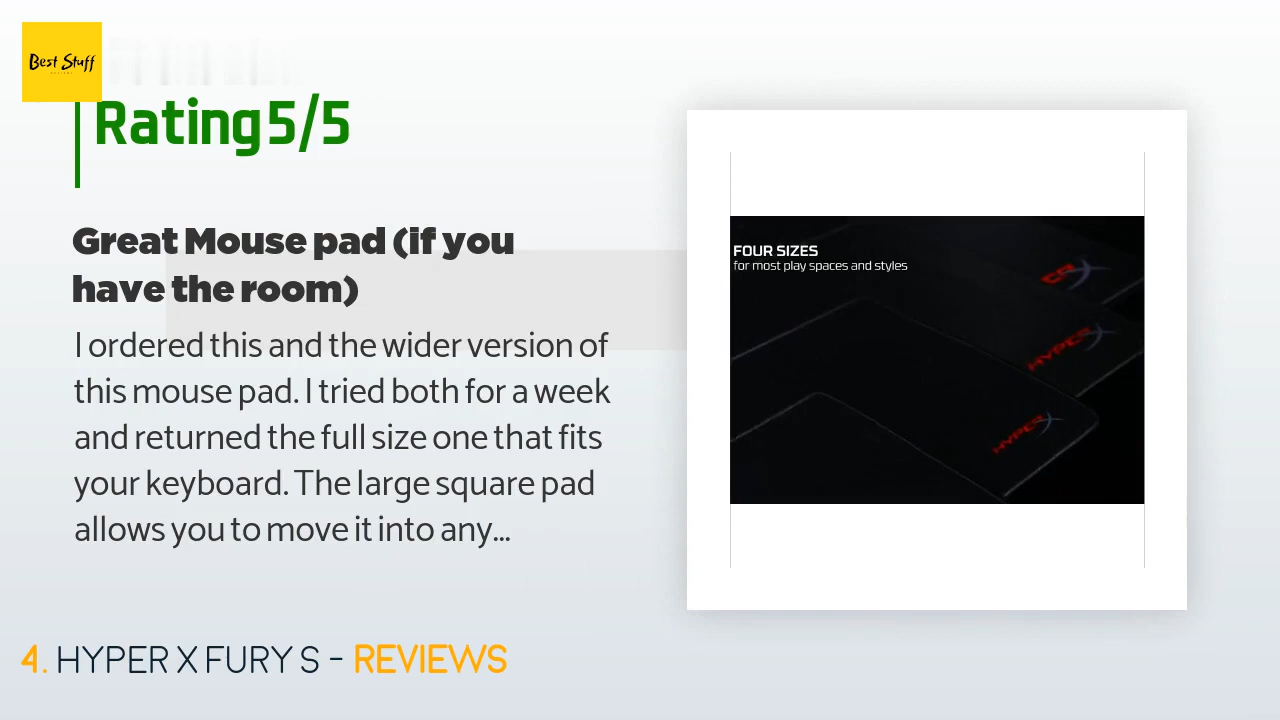 Best Stuff
Rating 5/5
Great Mouse pad (if you
have the room)
I ordered this and the wider version of
this mouse pad. I tried both for a week
and returned the full size one that fits
your keyboard. The large square pad
allows you to move it into any...
FOUR SIZES
for most play spaces and styles
HYPERX
HYPERX
4. HYPER X FURY S - REVIEWS